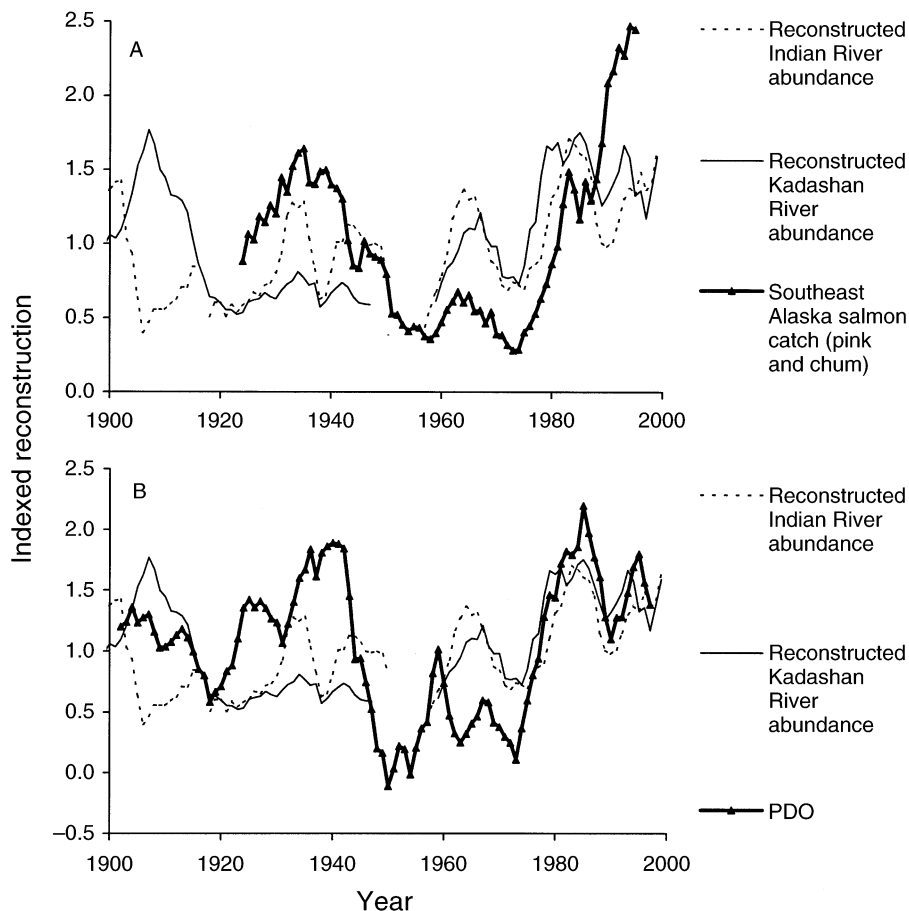 2.5
A
2.0
1.5
1.0
0.5
0.0
1900 1920 1940 1960 1980 2000
Reconstructed
Indian River
abundance
Reconstructed
Kadashan
River
abundance
Southeast
Alaska salmon
catch (pink
and chum)
Indexed reconstruction
2.5
B
2.0
1.5
1.0
0.5
0.0
−0.5
1900 1920 1940 1960 1980 2000
Year
Reconstructed
Indian River
abundance
Reconstructed
Kadashan
River
abundance
PDO